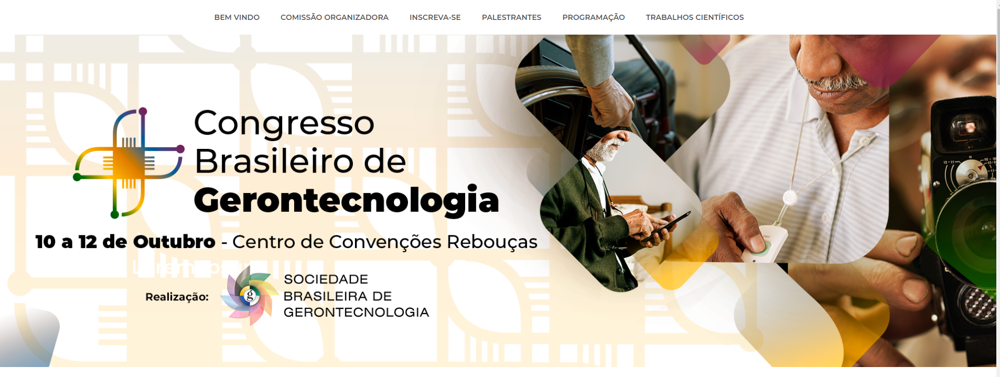 BEM VINDO COMISSÃO ORGANIZADORA INSCREVA-SE PALESTRANTES PROGRAMAÇÃO TRABALHOS CIENTÍFICOS
Congresso
Brasileiro de
Gerontecnologia
10 a 12 de Outubro - Centro de Convenções Rebouças
Realização:
g
SOCIEDADE
BRASILEIRA DE
GERONTECNOLOGIA